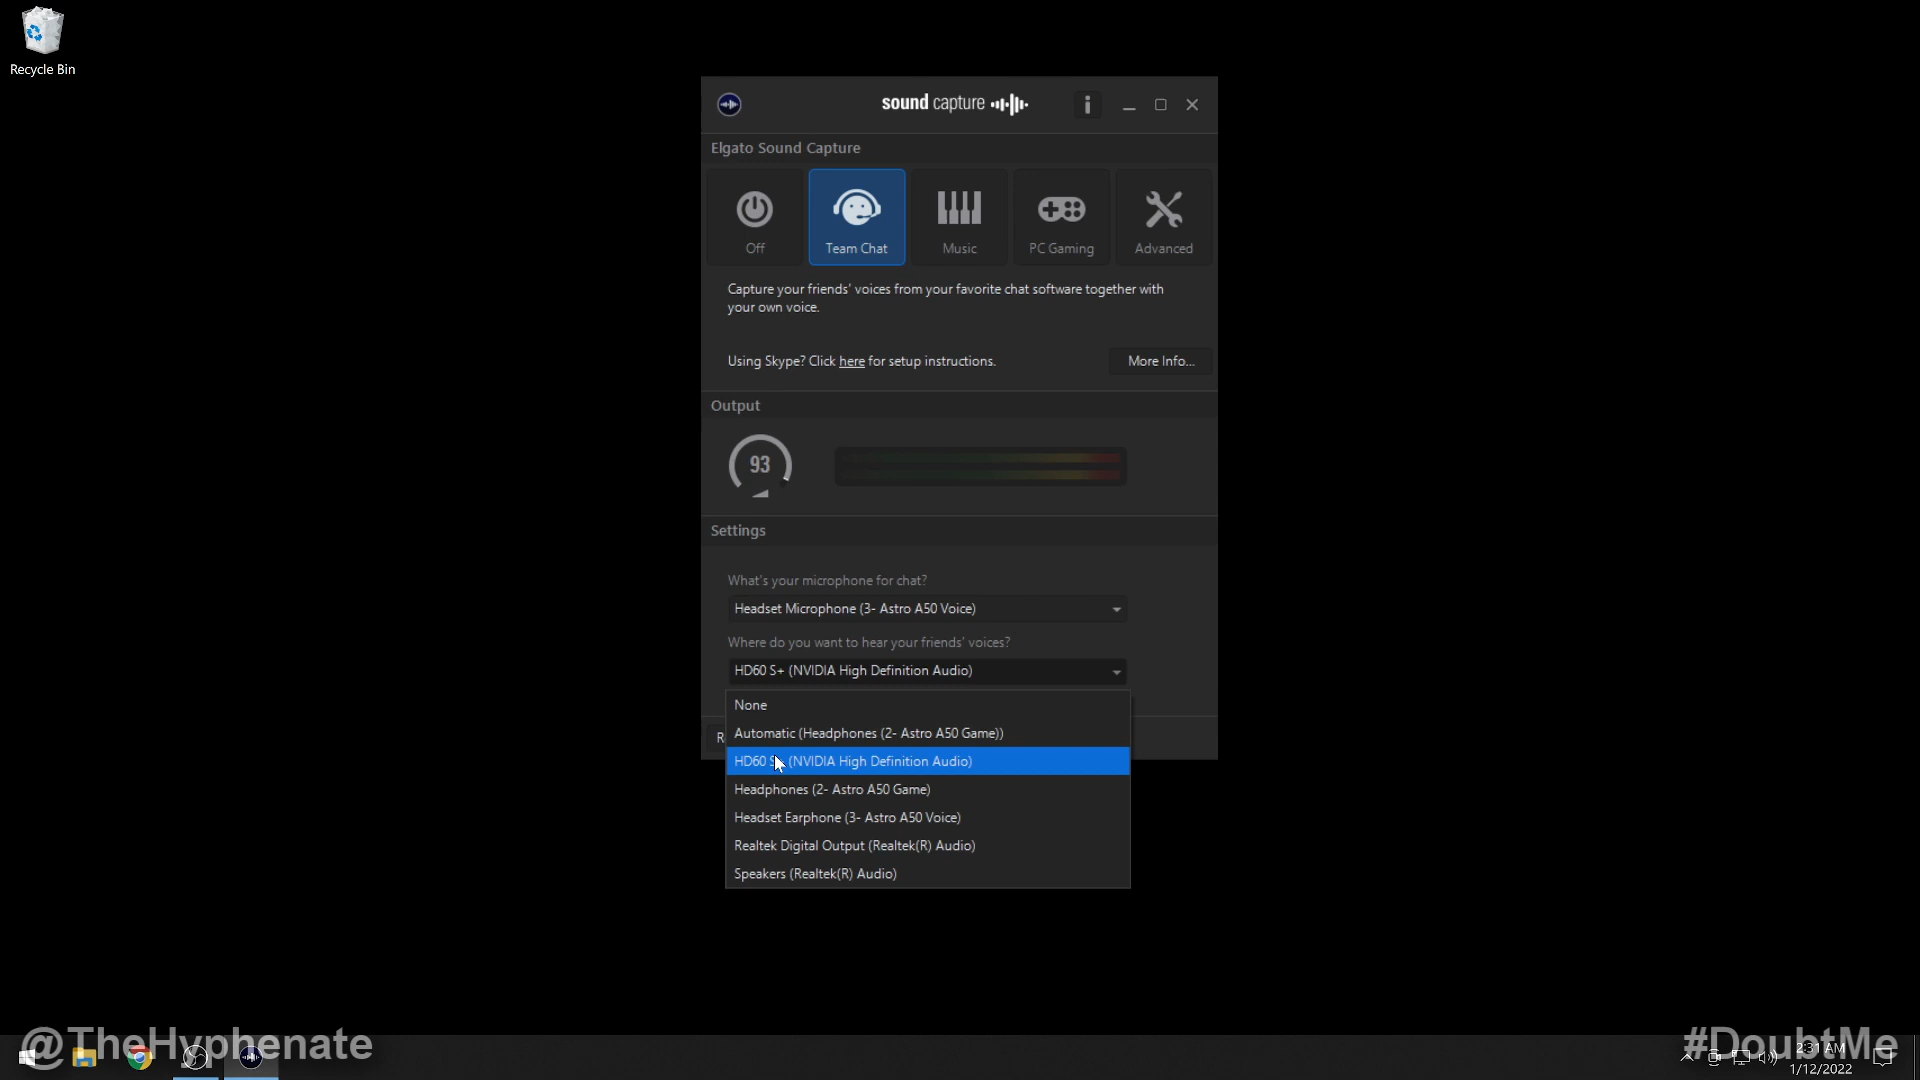 Recycle Bin
sound capture
Elgato Sound Capture
Off
Team Chat
Music
PC Gaming
Advanced
Capture your friends' voices from your favorite chat software together with
your own voice.
Using Skype? Click here for setup instructions.
More Info...
Output
93
Settings
What's your microphone for chat?
Headset Microphone (3- Astro A50 Voice)
Where do you want to hear your friends' voices?
HD60 S+ (NVIDIA High Definition Audio)
None
Automatic (Headphones (2- Astro A50 Game))
R
HD60 S (NVIDIA High Definition Audio)
Headphones (2- Astro A50 Game)
Headset Earphone (3- Astro A50 Voice)
Realtek Digital Output (Realtek(R) Audio)
Speakers (Realtek(R) Audio)
@TheHyphenate
#DoubtMe
2:31 AM
1/12/2022